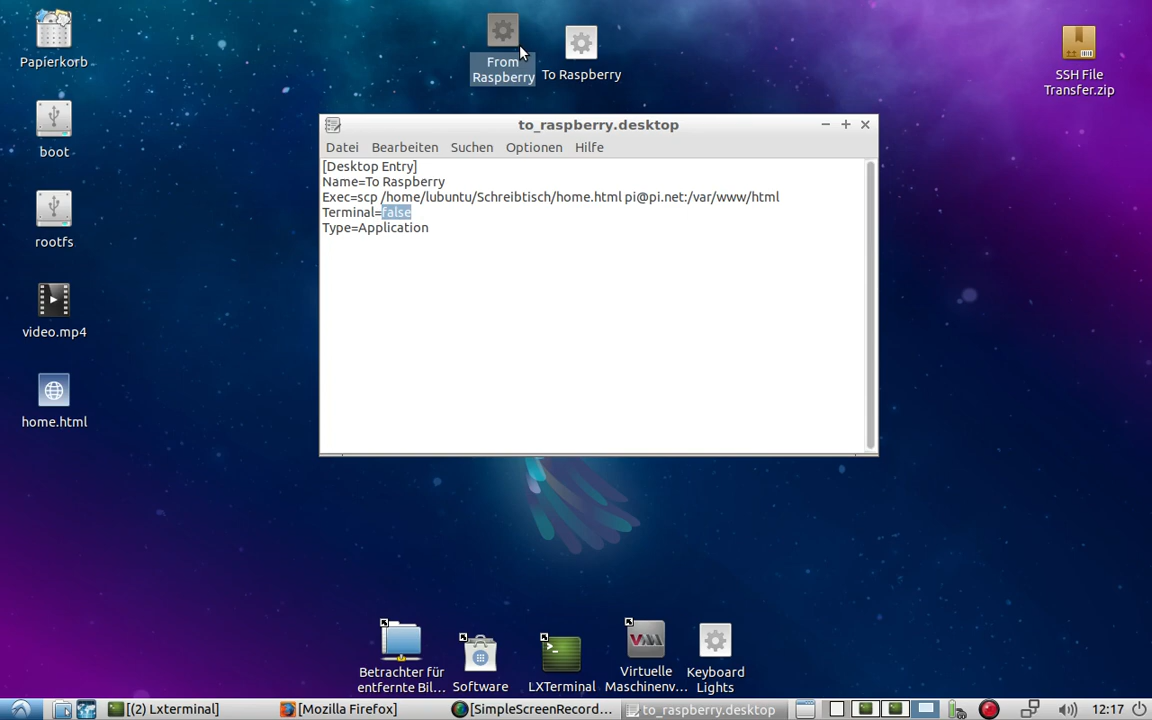 Papierkorb
From
Raspberry
To Raspberry
SSH File
Transfer.zip
boot
rootfs
video.mp4
home.html
to_raspberry.desktop
Datei Bearbeiten Suchen Optionen Hilfe
[Desktop Entry]
Name=To Raspberry
Exec=scp /home/lubuntu/Schreibtisch/home.html pi@pi.net:/var/www/html
Terminal=false
Type=Application
Betrachter für
entfernte Bil...
Software
LXTerminal
Virtuelle
Maschinenv...
Keyboard
Lights
[(2) Lxterminal]
[Mozilla Firefox]
[SimpleScreenRecord...
to_raspberry.desktop
12:17